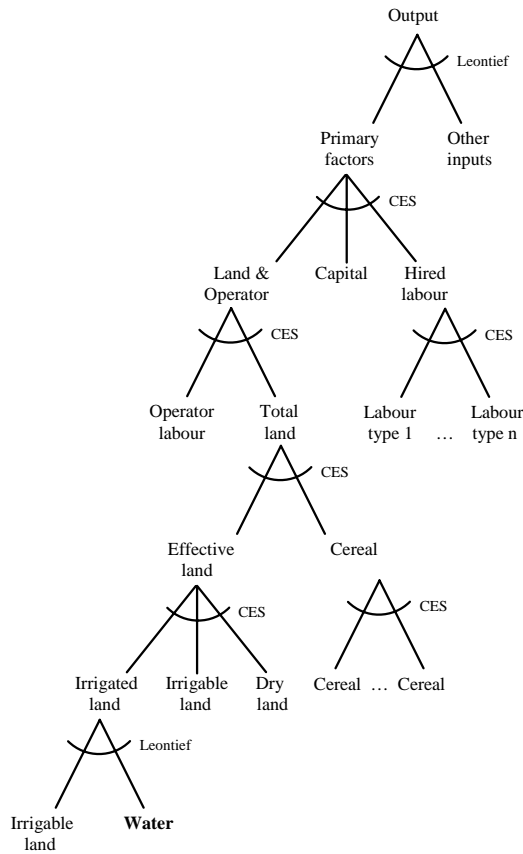 Output
Leontief
Primary
factors
Other
inputs
CES
Land &
Operator
Capital
Hired
labour
CES
CES
Operator
labour
Total
land
Labour
type 1
...
Labour
type n
CES
Effective
land
Cereal
CES
CES
Irrigated
land
Irrigable
land
Dry
land
Cereal ... Cereal
Leontief
Irrigable
land
Water